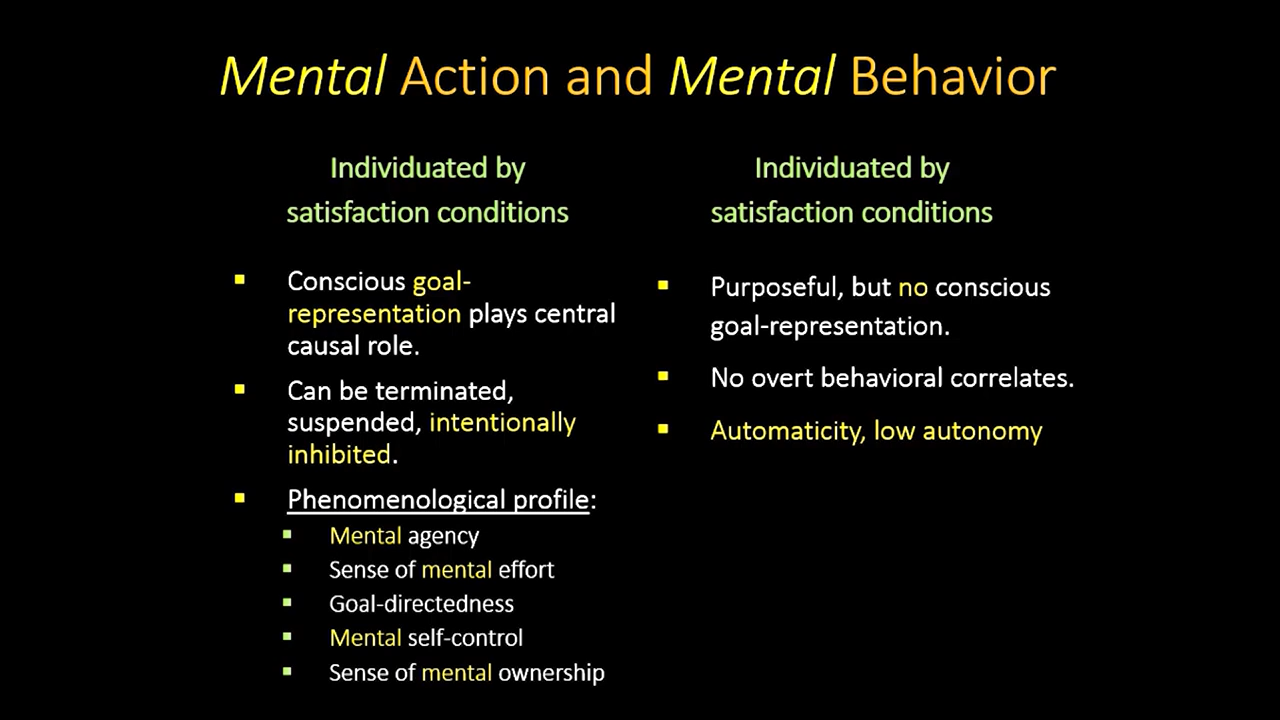 Mental Action and Mental Behavior
Individuated by
satisfaction conditions
Conscious goal-
representation plays central
causal role.
Can be terminated,
suspended, intentionally
inhibited.
Phenomenological profile:
Mental agency
Sense of mental effort
Goal-directedness
Mental self-control
Sense of mental ownership
Individuated by
satisfaction conditions
Purposeful, but no conscious
goal-representation.
No overt behavioral correlates.
Automaticity, low autonomy